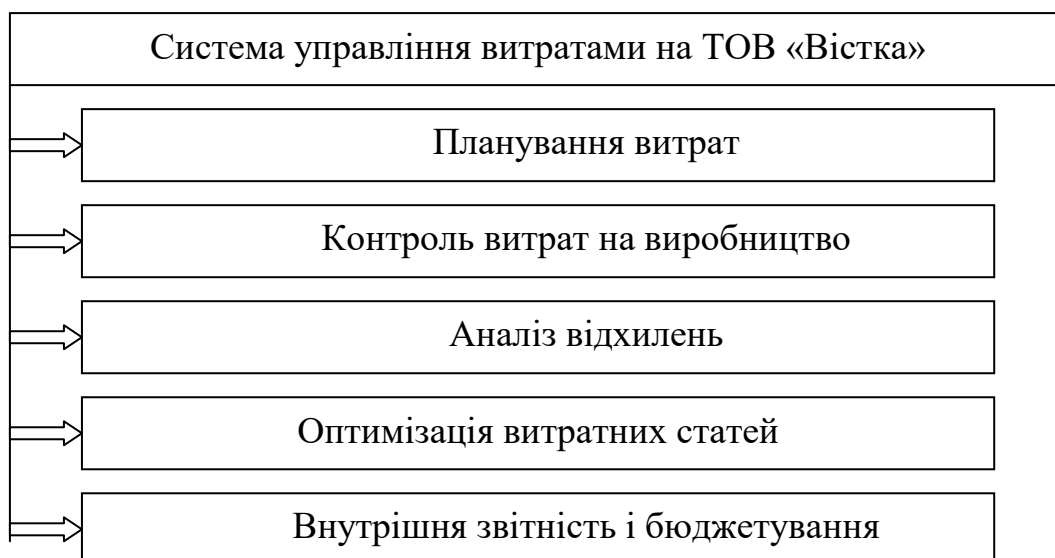 Система управління витратами на ТОВ «Вістка»
Планування витрат
Контроль витрат на виробництво
Аналіз відхилень
Оптимізація витратних статей
Внутрішня звітність і бюджетування